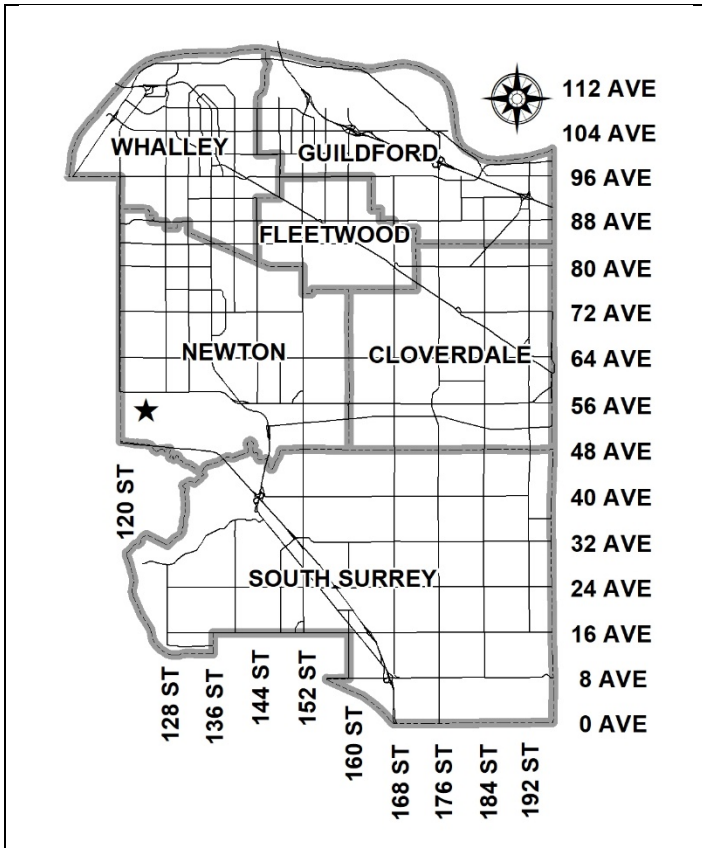 112 AVE
104 AVE
WHALLEY
GUILDFORD
96 AVE
88 AVE
FLEETWOOD
80 AVE
72 AVE
NEWTON
CLOVERDALE
64 AVE
56 AVE
48 AVE
120 ST
40 AVE
32 AVE
SOUTH SURREY
24 AVE
16 AVE
8 AVE
0 AVE
128 ST
136 ST
144 ST
152 ST
160 ST
168 ST
176 ST
184 ST
192 ST